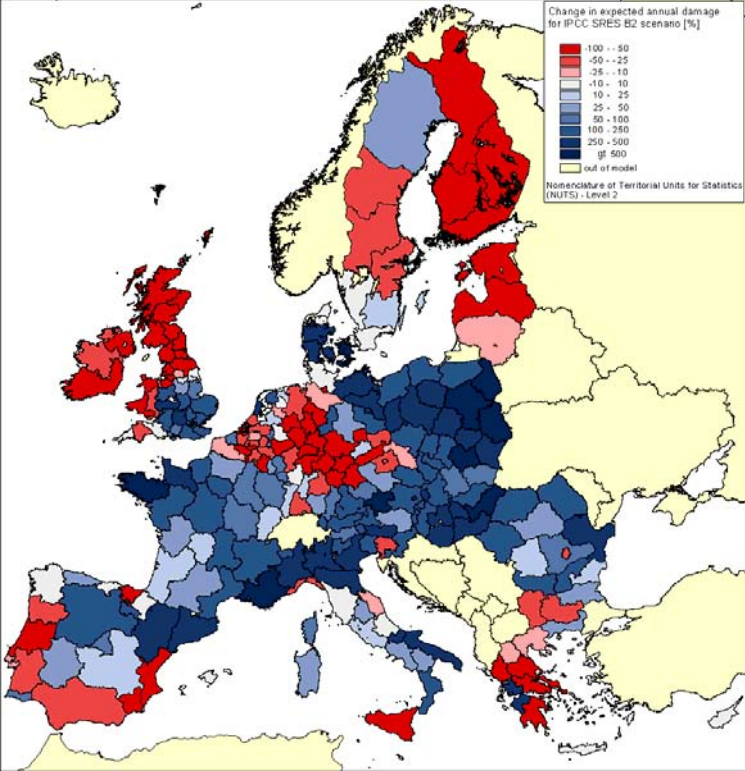 Change in expected annual damage
for IPCC SRES B2 scenario [%]
-100 - -50
-50 - -25
-25 - -10
-10 - 10
10 - 25
25 - 50
50 - 100
100 - 250
250 - 500
gt 500
out of model
Nomenclature of Territorial Units for Statistics
(NUTS) - Level 2